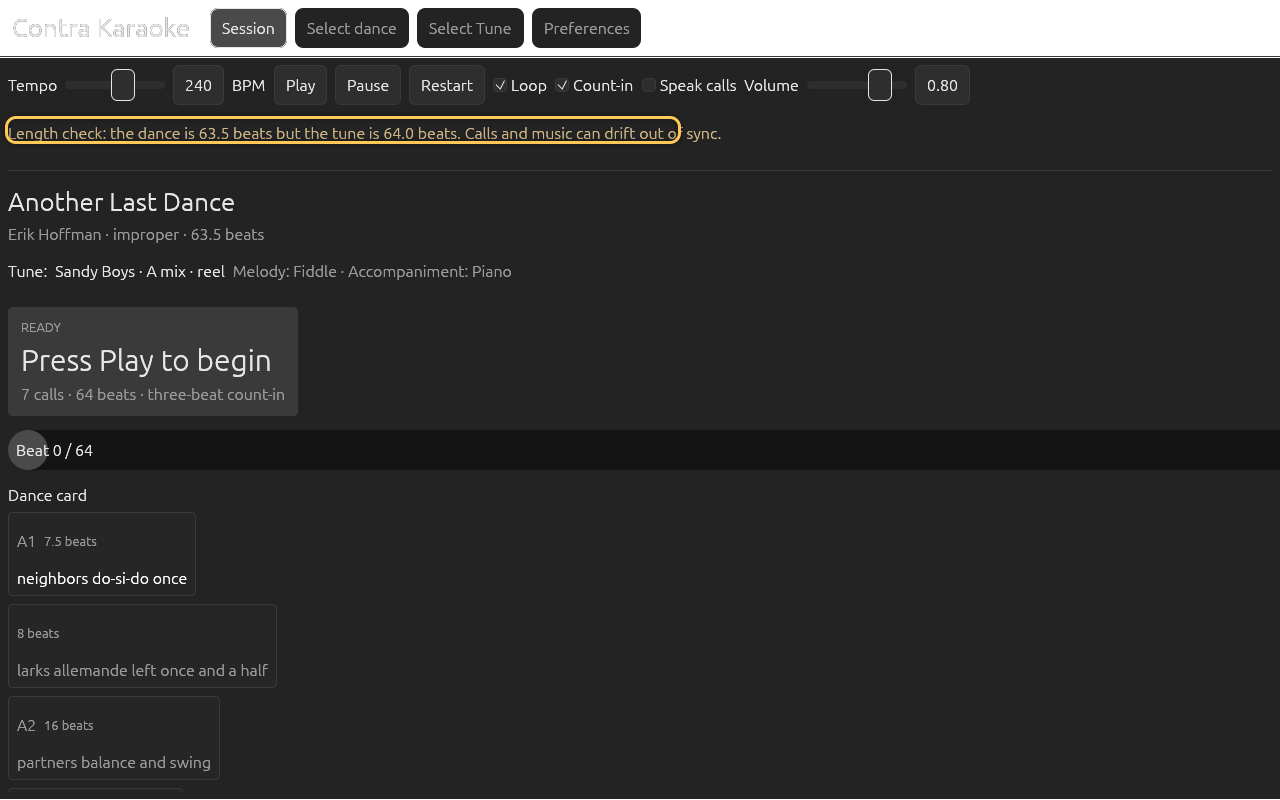 Contra Karaoke Session Select dance Select Tune Preferences
Tempo 240 BPM Play Pause Restart Loop Count-in Speak calls Volume 0.80
Length check: the dance is 63.5 beats but the tune is 64.0 beats. Calls and music can drift out of sync.
Another Last Dance
Erik Hoffman · improper · 63.5 beats
Tune: Sandy Boys · A mix · reel Melody: Fiddle · Accompaniment: Piano
READY
Press Play to begin
7 calls · 64 beats · three-beat count-in
Beat 0 / 64
Dance card
A1 7.5 beats
neighbors do-si-do once
8 beats
larks allemande left once and a half
A2 16 beats
partners balance and swing